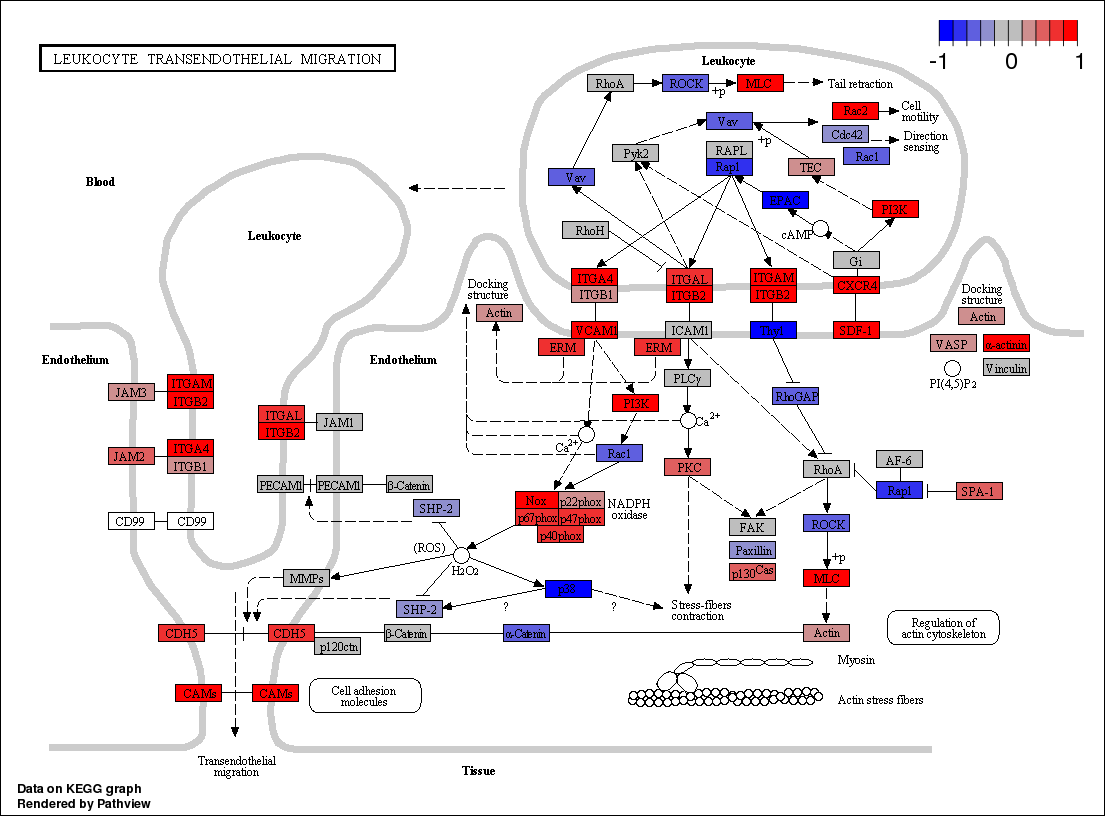 LEUKOCYTE TRANSENDOTHELIAL MIGRATION
-1 0 1
Leukocyte
RhoA
ROCK
+p
MLC
Tail retraction
Vav
+p
Rac2
Cell
motility
Cdc42
Direction
sensing
Rac1
Pyk2
RAPL
Rap1
TEC
Vav
EPAC
PI3K
cAMP
RhoH
Gi
Blood
Leukocyte
ITGA4
ITGB1
ITGAL
ITGB2
ITGAM
ITGB2
CXCR4
Docking
structure
Actin
VCAM1
ICAM1
Thy1
SDF-1
Docking
structure
Actin
VASP
α-actinin
PI(4,5)P2
Vinculin
ERM
ERM
Endothelium
Endothelium
PLCγ
JAM3
ITGAM
ITGB2
PI3K
RhoGAP
ITGAL
ITGB2
JAM1
Ca2+
Ca2+
JAM2
ITGA4
ITGB1
Rac1
PKC
RhoA
AF-6
Rap1
SPA-1
PECAM1
PECAM1
β-Catenin
SHP-2
Nox
p22phox
p67phox
p47phox
p40phox
NADPH
oxidase
CD99
CD99
FAK
Paxillin
p130Cas
ROCK
+p
MLC
(ROS)
H2O2
MMPs
p38
SHP-2
?
?
Stress-fibers
contraction
CDH5
CDH5
p120ctn
β-Catenin
α-Catenin
Actin
Regulation of
actin cytoskeleton
Myosin
Actin stress fibers
CAMs
CAMs
Cell adhesion
molecules
Transendothelial
migration
Tissue
Data on KEGG graph
Rendered by Pathview